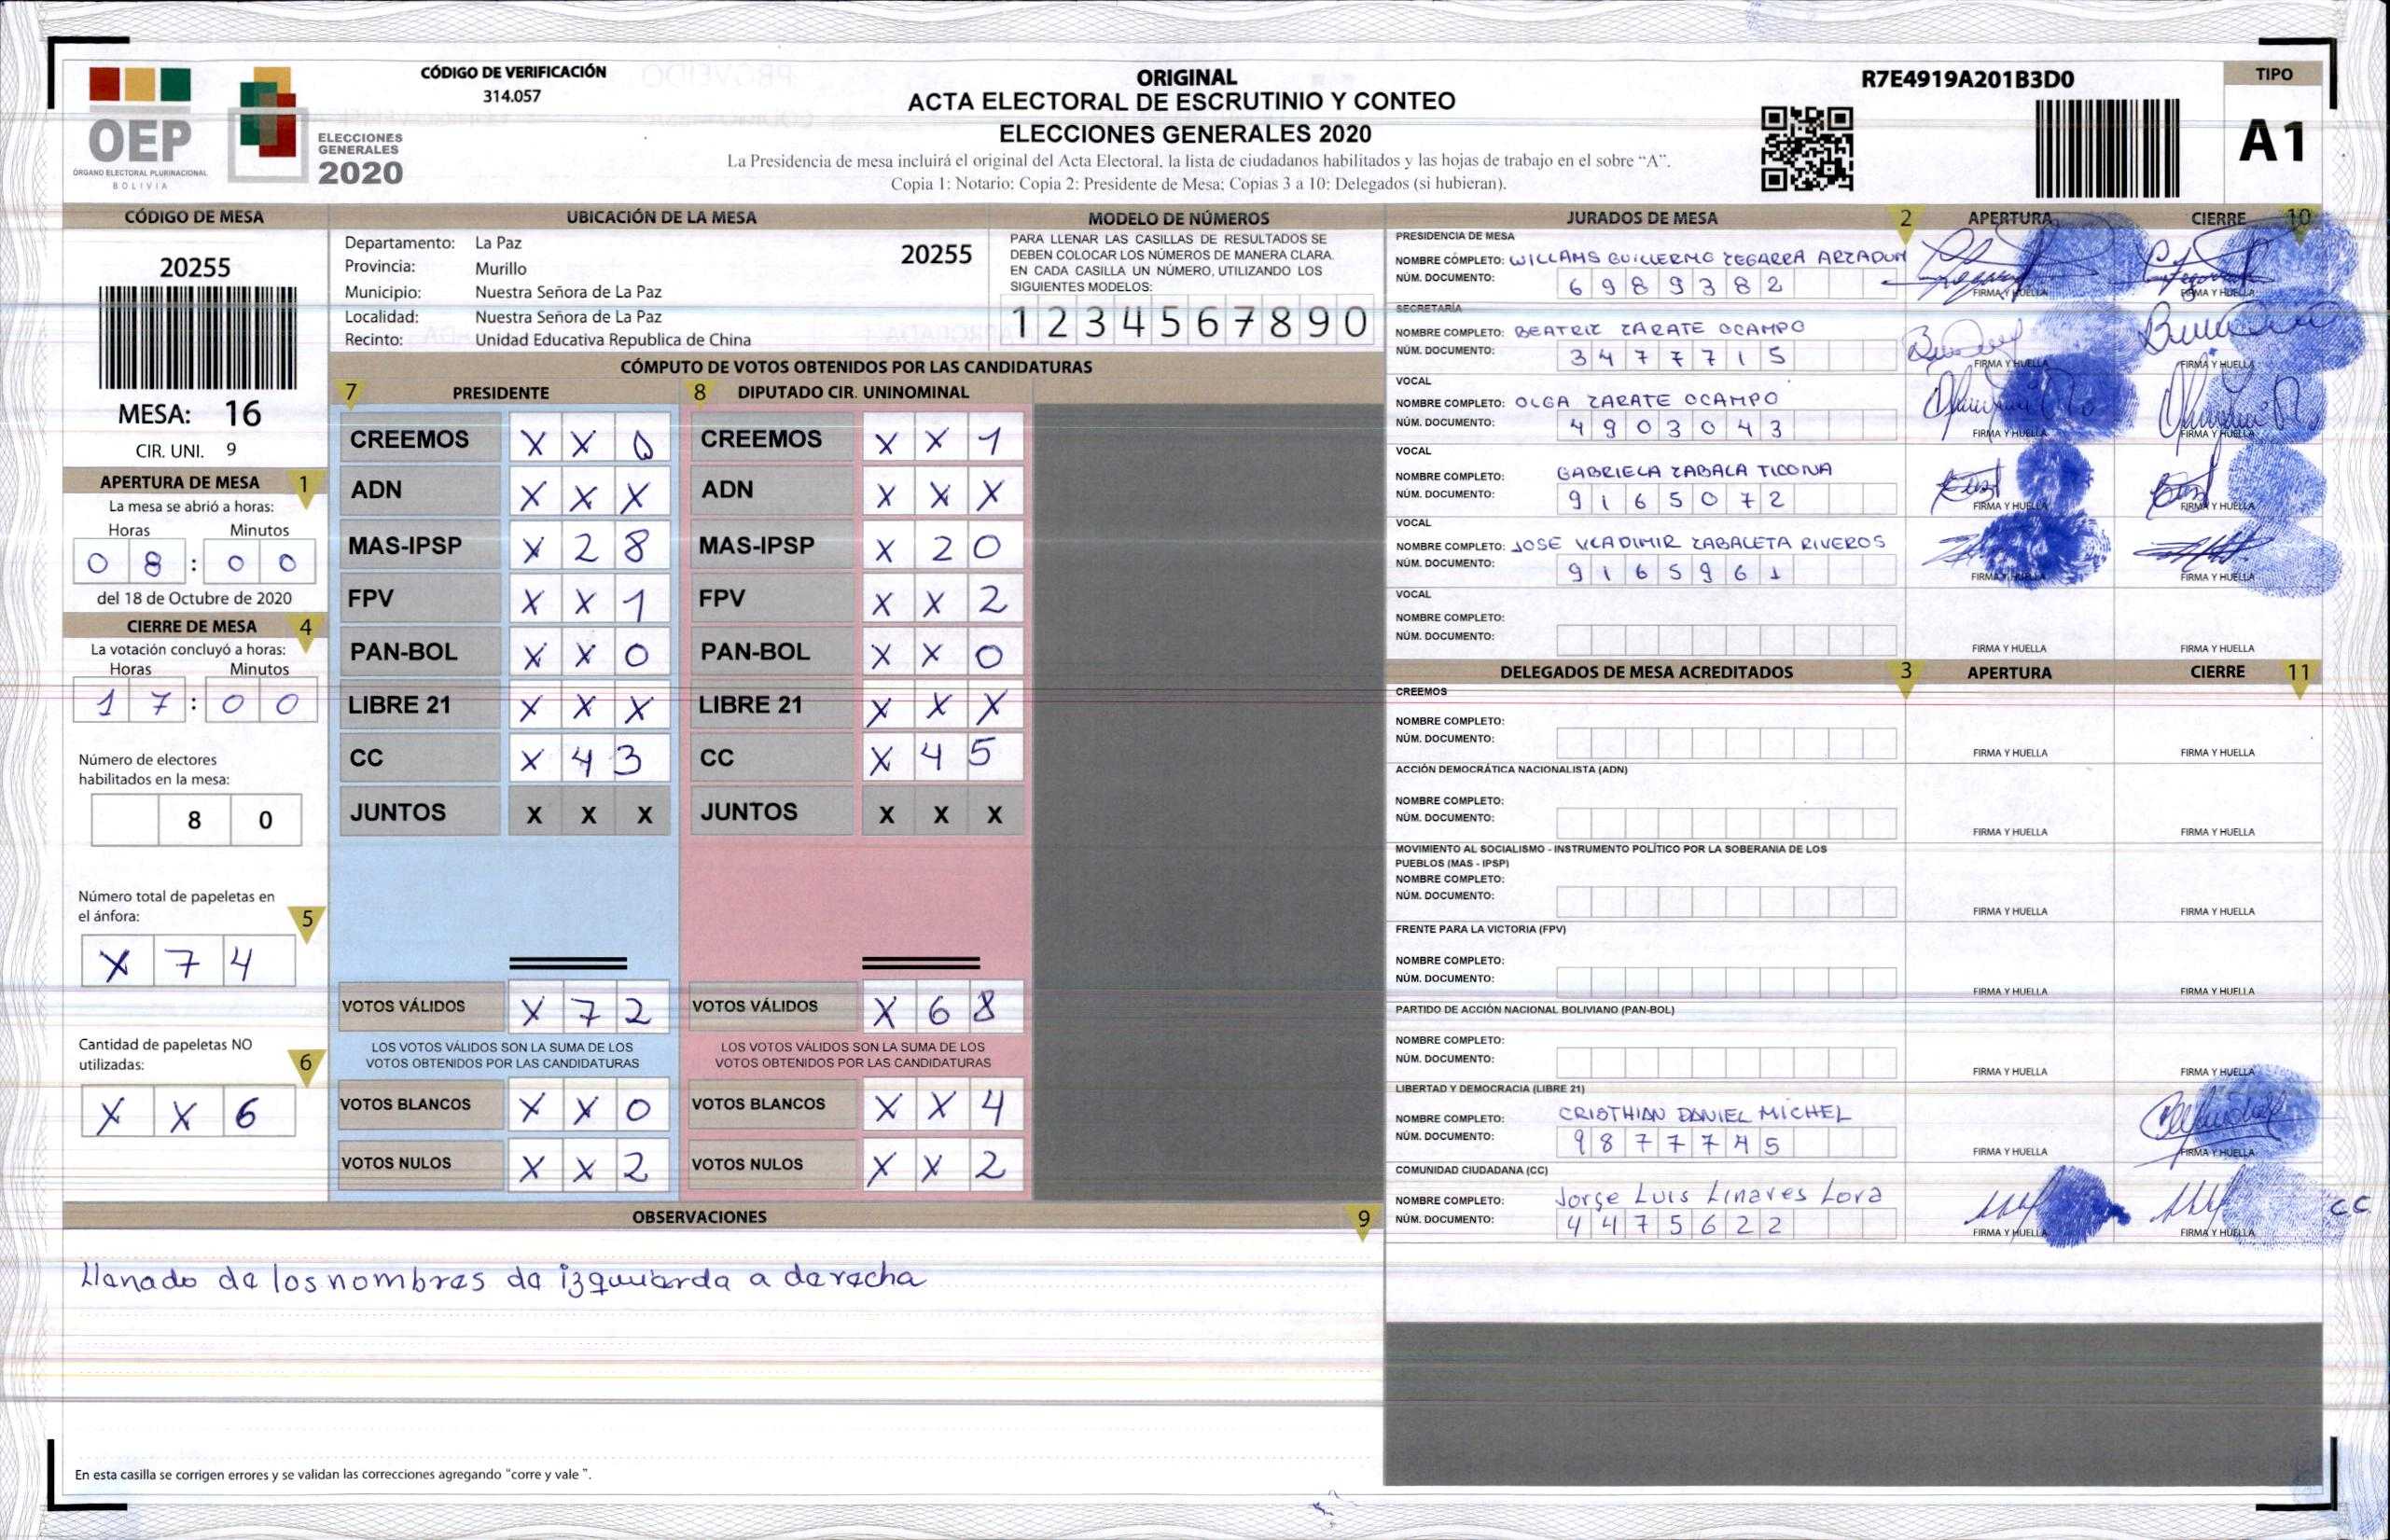 OEP
ÓRGANO ELECTORAL PLURINACIONAL
BOLIVIA
ELECCIONES
GENERALES
2020
CÓDIGO DE VERIFICACIÓN
314.057
ORIGINAL
ACTA ELECTORAL DE ESCRUTINIO Y CONTEO
ELECCIONES GENERALES 2020
La Presidencia de mesa incluirá el original del Acta Electoral, la lista de ciudadanos habilitados y las hojas de trabajo en el sobre “A”.
Copia 1: Notario; Copia 2: Presidente de Mesa; Copias 3 a 10: Delegados (si hubieran).
R7E4919A201B3D0
TIPO
A1
CÓDIGO DE MESA
20255
MESA: 16
CIR. UNI. 9
APERTURA DE MESA 1
La mesa se abrió a horas:
Horas Minutos
0 8 : 0 0
del 18 de Octubre de 2020
CIERRE DE MESA 4
La votación concluyó a horas:
Horas Minutos
1 7 : 0 0
Número de electores
habilitados en la mesa:
8 0
Número total de papeletas en
el ánfora: 5
X 7 4
Cantidad de papeletas NO
utilizadas: 6
X X 6
UBICACIÓN DE LA MESA
Departamento: La Paz 20255
Provincia: Murillo
Municipio: Nuestra Señora de La Paz
Localidad: Nuestra Señora de La Paz
Recinto: Unidad Educativa Republica de China
MODELO DE NÚMEROS
PARA LLENAR LAS CASILLAS DE RESULTADOS SE
DEBEN COLOCAR LOS NÚMEROS DE MANERA CLARA.
EN CADA CASILLA UN NÚMERO, UTILIZANDO LOS
SIGUIENTES MODELOS:
1 2 3 4 5 6 7 8 9 0
CÓMPUTO DE VOTOS OBTENIDOS POR LAS CANDIDATURAS
7 PRESIDENTE 8 DIPUTADO CIR. UNINOMINAL
CREEMOS X X 0 CREEMOS X X 1
ADN X X X ADN X X X
MAS-IPSP X 2 8 MAS-IPSP X 2 0
FPV X X 1 FPV X X 2
PAN-BOL X X 0 PAN-BOL X X 0
LIBRE 21 X X X LIBRE 21 X X X
CC X 4 3 CC X 4 5
JUNTOS X X X JUNTOS X X X
VOTOS VÁLIDOS X 7 2 VOTOS VÁLIDOS X 6 8
LOS VOTOS VÁLIDOS SON LA SUMA DE LOS LOS VOTOS VÁLIDOS SON LA SUMA DE LOS
VOTOS OBTENIDOS POR LAS CANDIDATURAS VOTOS OBTENIDOS POR LAS CANDIDATURAS
VOTOS BLANCOS X X 0 VOTOS BLANCOS X X 4
VOTOS NULOS X X 2 VOTOS NULOS X X 2
OBSERVACIONES 9
Llenado de los nombres de izquuierda a derecha
En esta casilla se corrigen errores y se validan las correcciones agregando “corre y vale ”.
JURADOS DE MESA 2 APERTURA CIERRE 10
PRESIDENCIA DE MESA
NOMBRE COMPLETO: WILLAMS GUILLERMO ZEGARRA ARZADUM
NÚM. DOCUMENTO: 6 9 8 9 3 8 2
FIRMA Y HUELLA FIRMA Y HUELLA
SECRETARÍA
NOMBRE COMPLETO: BEATRIZ ZARATE OCAMPO
NÚM. DOCUMENTO: 3 4 7 7 7 1 5
FIRMA Y HUELLA FIRMA Y HUELLA
VOCAL
NOMBRE COMPLETO: OLGA ZARATE OCAMPO
NÚM. DOCUMENTO: 4 9 0 3 0 4 3
FIRMA Y HUELLA FIRMA Y HUELLA
VOCAL
NOMBRE COMPLETO: GABRIELA ZABALA TICONA
NÚM. DOCUMENTO: 9 1 6 5 0 7 2
FIRMA Y HUELLA FIRMA Y HUELLA
VOCAL
NOMBRE COMPLETO: JOSE VLADIMIR ZABALETA RIVEROS
NÚM. DOCUMENTO: 9 1 6 5 9 6 1
FIRMA Y HUELLA FIRMA Y HUELLA
VOCAL
NOMBRE COMPLETO:
NÚM. DOCUMENTO:
FIRMA Y HUELLA FIRMA Y HUELLA
DELEGADOS DE MESA ACREDITADOS 3 APERTURA CIERRE 11
CREEMOS
NOMBRE COMPLETO:
NÚM. DOCUMENTO:
FIRMA Y HUELLA FIRMA Y HUELLA
ACCIÓN DEMOCRÁTICA NACIONALISTA (ADN)
NOMBRE COMPLETO:
NÚM. DOCUMENTO:
FIRMA Y HUELLA FIRMA Y HUELLA
MOVIMIENTO AL SOCIALISMO - INSTRUMENTO POLÍTICO POR LA SOBERANIA DE LOS
PUEBLOS (MAS - IPSP)
NOMBRE COMPLETO:
NÚM. DOCUMENTO:
FIRMA Y HUELLA FIRMA Y HUELLA
FRENTE PARA LA VICTORIA (FPV)
NOMBRE COMPLETO:
NÚM. DOCUMENTO:
FIRMA Y HUELLA FIRMA Y HUELLA
PARTIDO DE ACCIÓN NACIONAL BOLIVIANO (PAN-BOL)
NOMBRE COMPLETO:
NÚM. DOCUMENTO:
FIRMA Y HUELLA FIRMA Y HUELLA
LIBERTAD Y DEMOCRACIA (LIBRE 21)
NOMBRE COMPLETO: CRISTHIAN DANIEL MICHEL
NÚM. DOCUMENTO: 9 8 7 7 7 4 5
FIRMA Y HUELLA FIRMA Y HUELLA
COMUNIDAD CIUDADANA (CC)
NOMBRE COMPLETO: Jorge Luis Linares Lora
NÚM. DOCUMENTO: 4 4 7 5 6 2 2
FIRMA Y HUELLA FIRMA Y HUELLA
CC